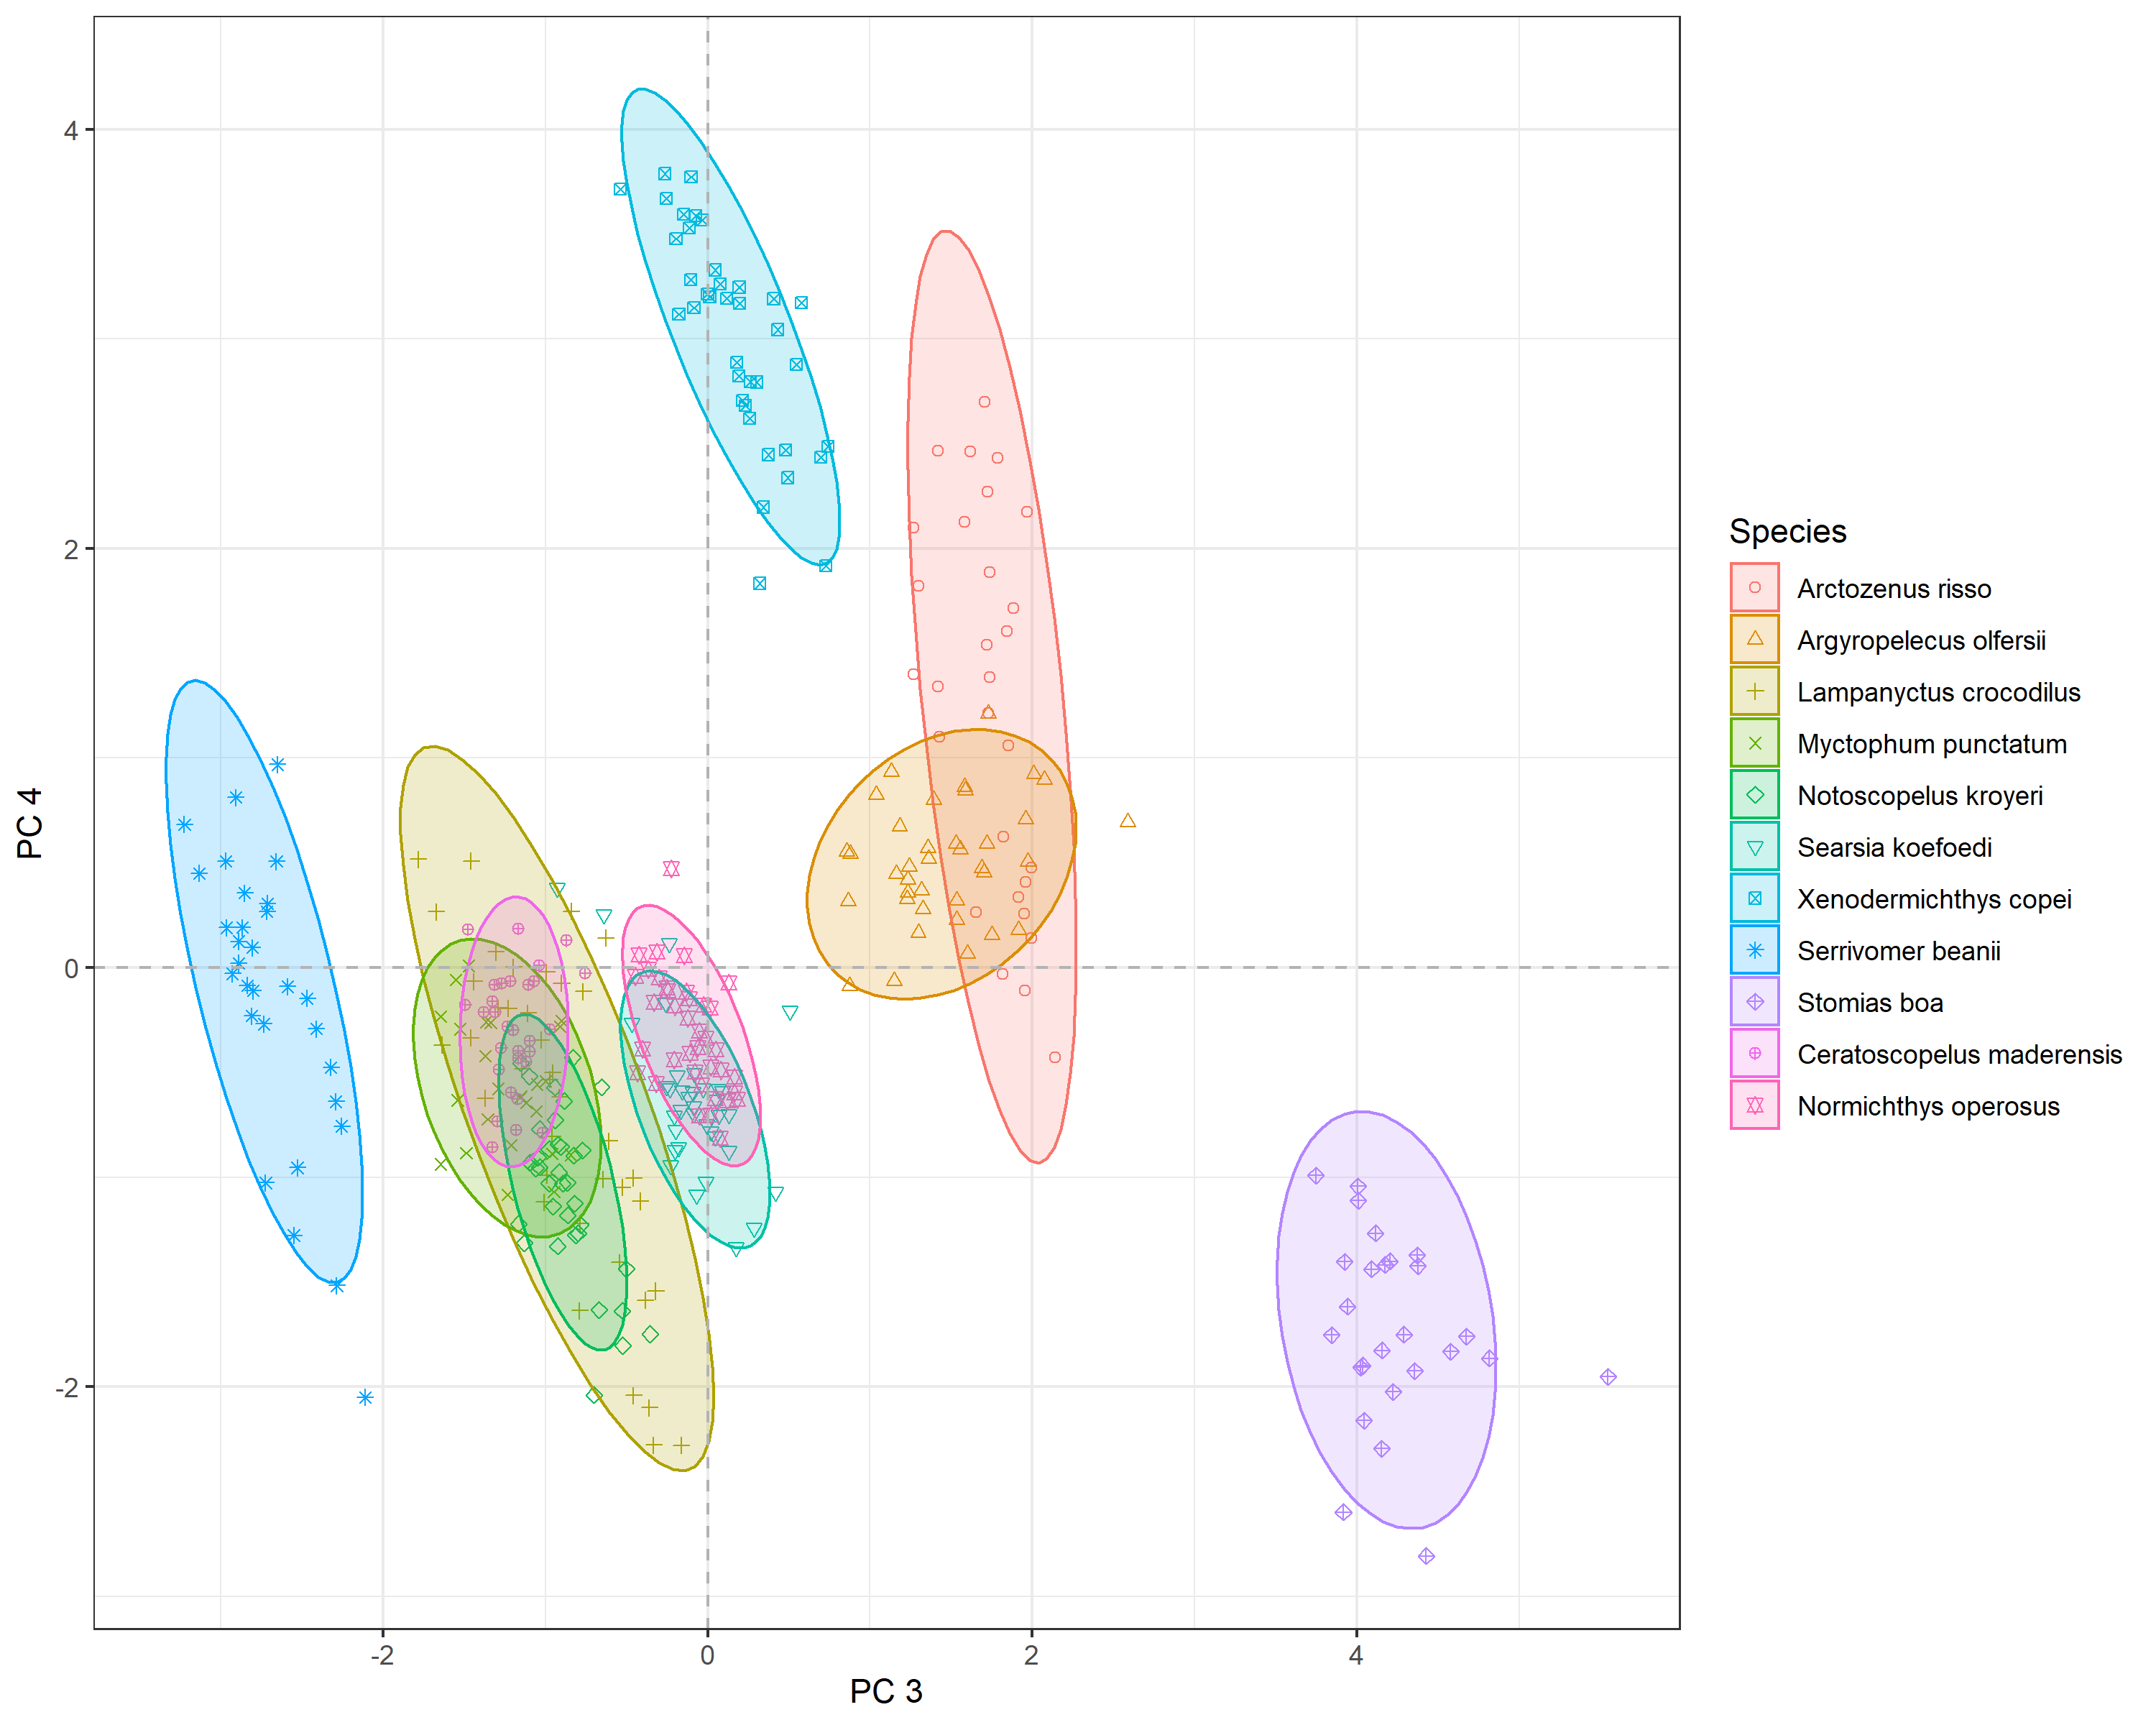 4
2
0
-2
PC 4
-2
0
2
4
PC 3
Species
Arctozenus risso
Argyropelecus olfersii
Lampanyctus crocodilus
Myctophum punctatum
Notoscopelus kroyeri
Searsia koefoedi
Xenodermichthys copei
Serrivomer beanii
Stomias boa
Ceratoscopelus maderensis
Normichthys operosus